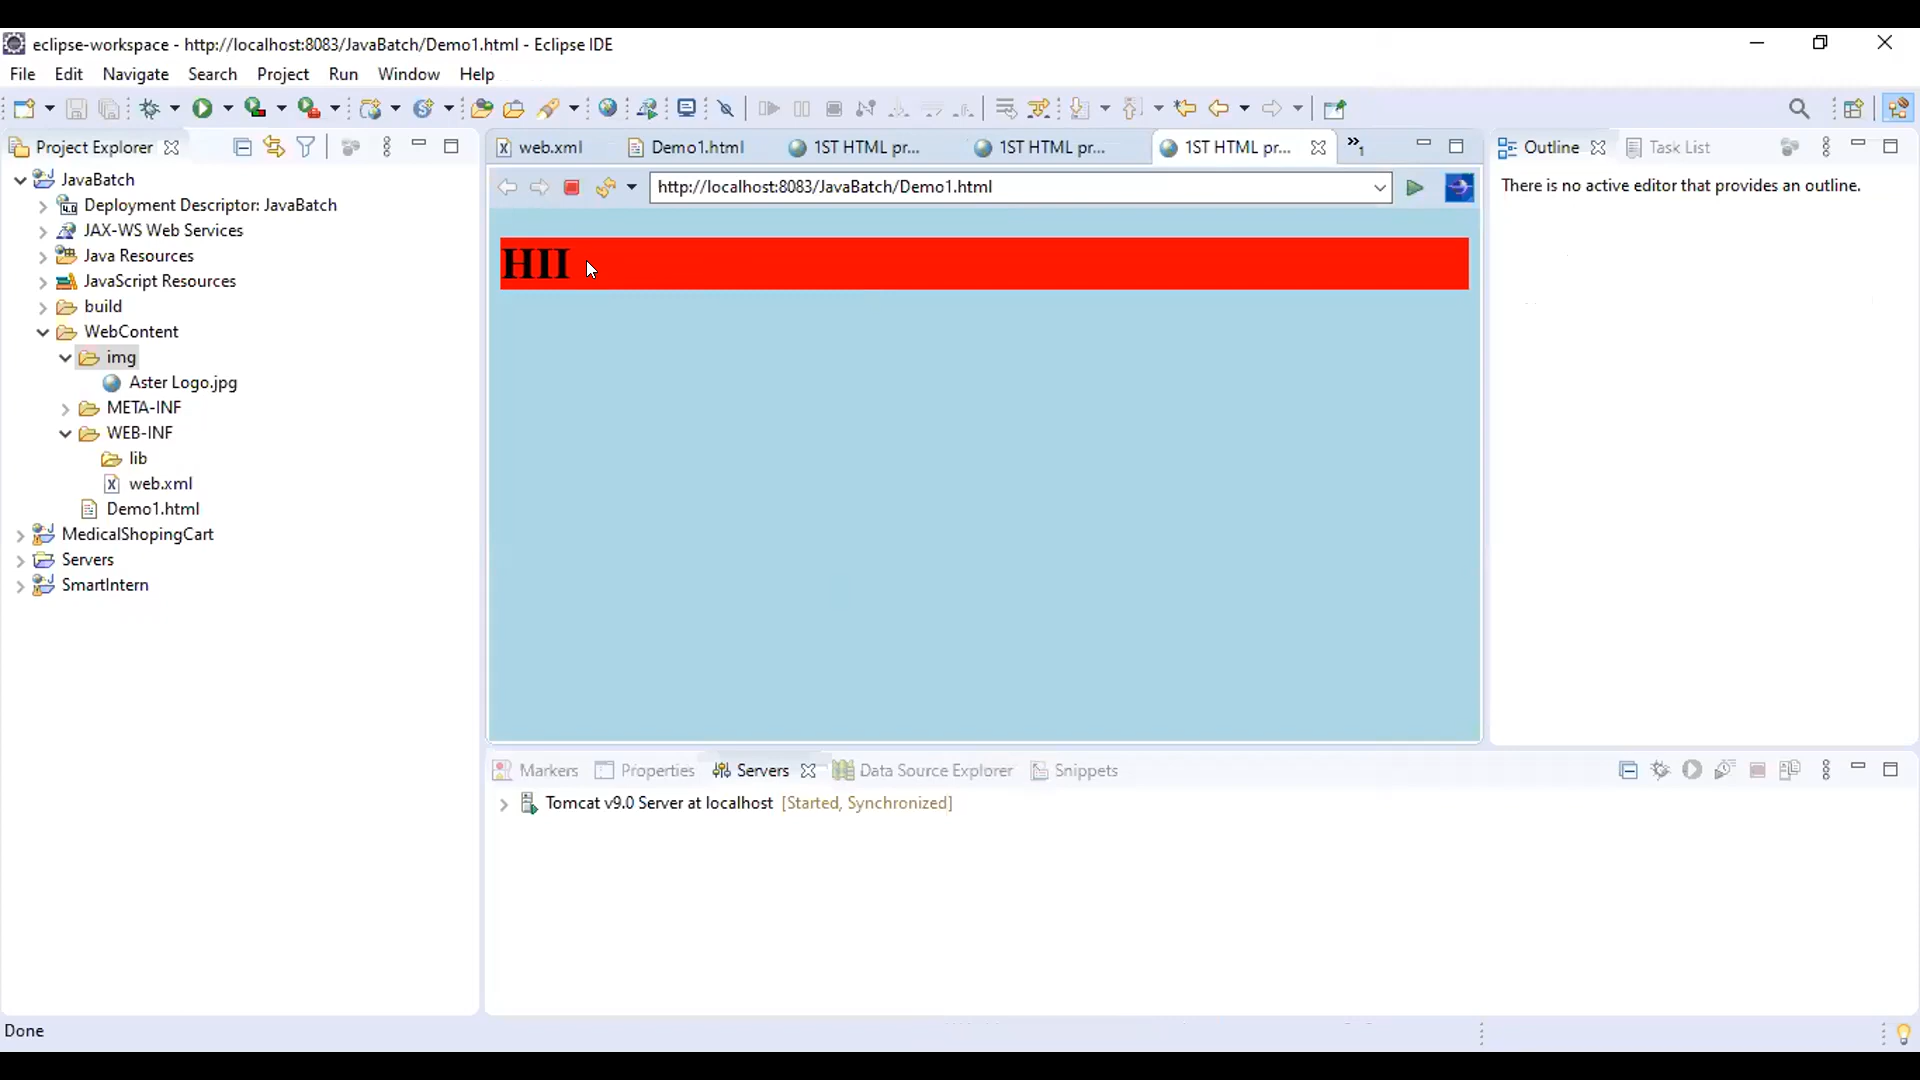 eclipse-workspace - http://localhost:8083/JavaBatch/Demo1.html - Eclipse IDE
File Edit Navigate Search Project Run Window Help
Project Explorer
JavaBatch
Deployment Descriptor: JavaBatch
JAX-WS Web Services
Java Resources
JavaScript Resources
build
WebContent
img
Aster Logo.jpg
META-INF
WEB-INF
lib
web.xml
Demo1.html
MedicalShopingCart
Servers
SmartIntern
web.xml Demo1.html 1ST HTML pr... 1ST HTML pr... 1ST HTML pr... »1
http://localhost:8083/JavaBatch/Demo1.html
HII
Outline Task List
There is no active editor that provides an outline.
Markers Properties Servers Data Source Explorer Snippets
Tomcat v9.0 Server at localhost [Started, Synchronized]
Done